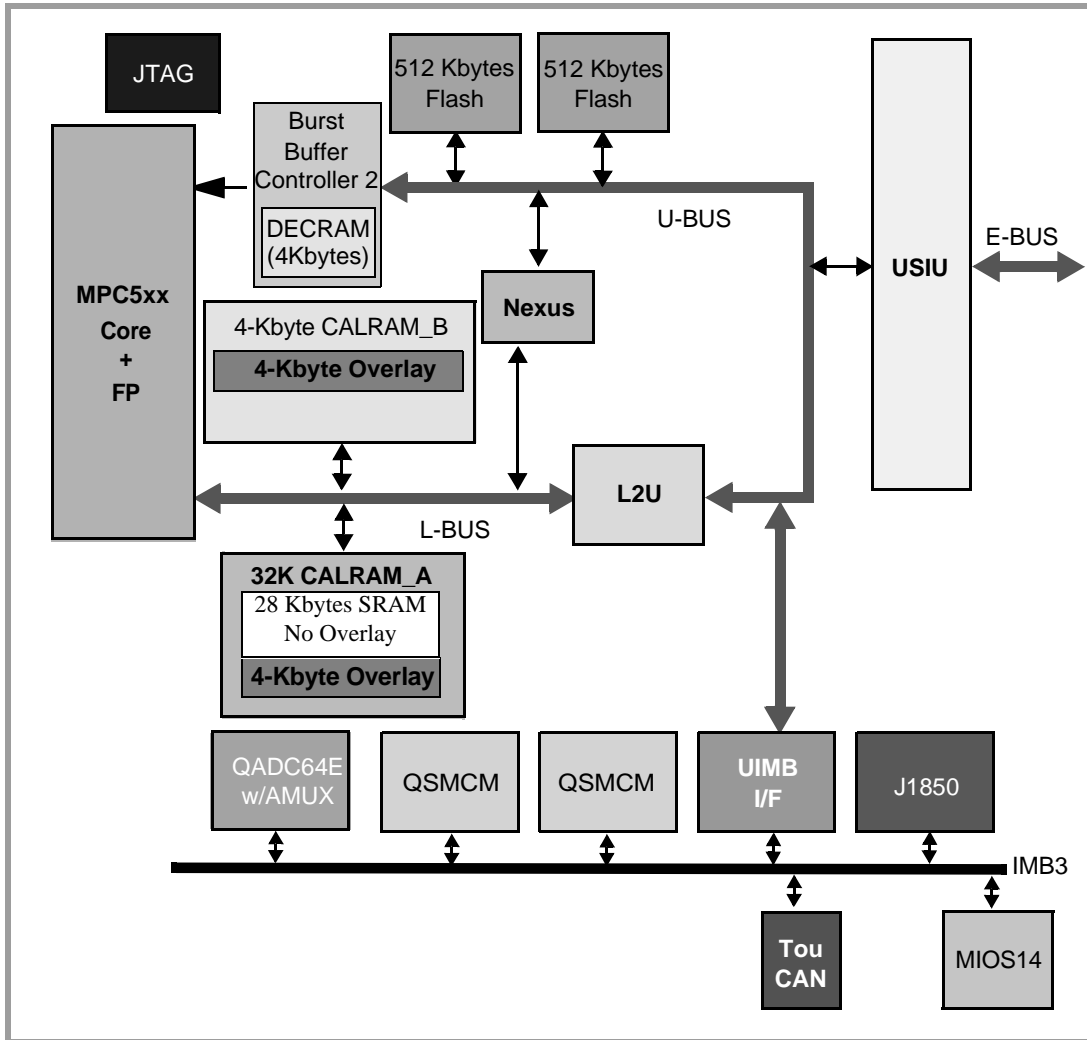 JTAG
512 Kbytes
Flash
512 Kbytes
Flash
Burst
Buffer
Controller 2
DECRAM
(4Kbytes)
U-BUS
E-BUS
USIU
MPC5xx
Core
+
FP
Nexus
4-Kbyte CALRAM_B
4-Kbyte Overlay
L2U
L-BUS
32K CALRAM_A
28 Kbytes SRAM
No Overlay
4-Kbyte Overlay
QADC64E
w/AMUX
QSMCM
QSMCM
UIMB
I/F
J1850
IMB3
Tou
CAN
MIOS14